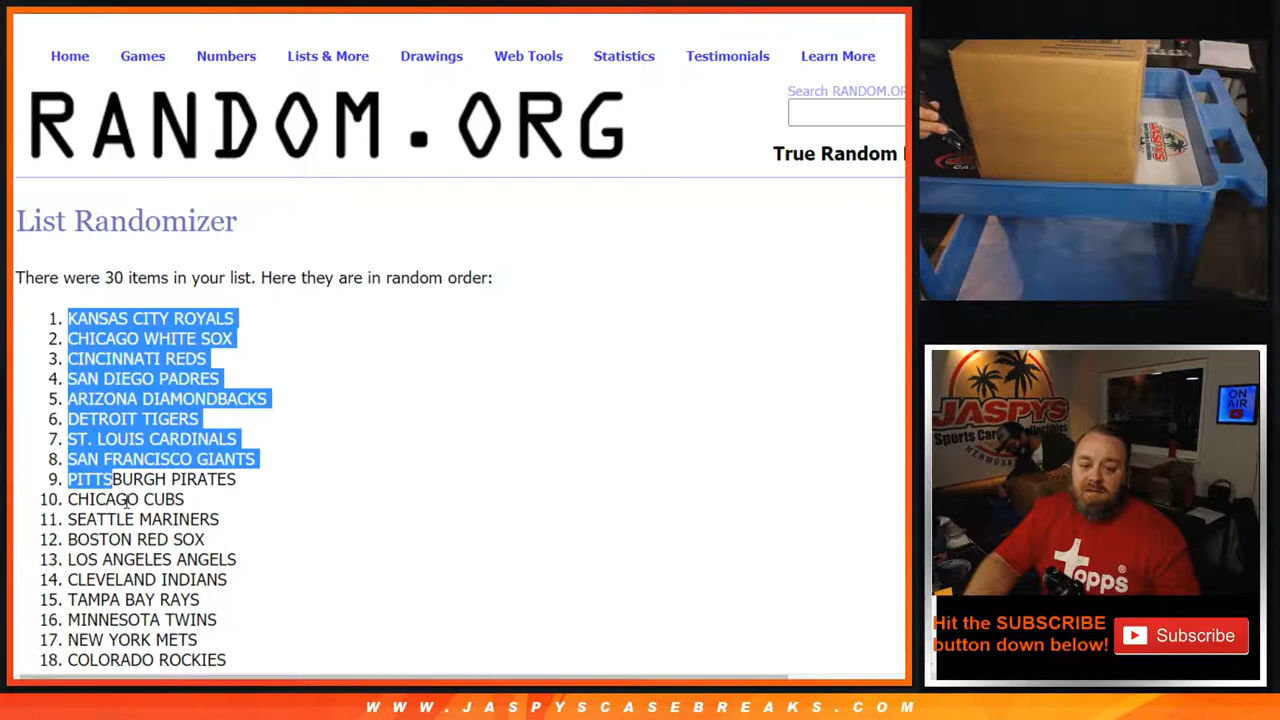 Home Games Numbers Lists & More Drawings Web Tools Statistics Testimonials Learn More
Search RANDOM.OR
RANDOM.ORG
True Random
List Randomizer
There were 30 items in your list. Here they are in random order:
1. KANSAS CITY ROYALS
2. CHICAGO WHITE SOX
3. CINCINNATI REDS
4. SAN DIEGO PADRES
5. ARIZONA DIAMONDBACKS
6. DETROIT TIGERS
7. ST. LOUIS CARDINALS
8. SAN FRANCISCO GIANTS
9. PITTSBURGH PIRATES
10. CHICAGO CUBS
11. SEATTLE MARINERS
12. BOSTON RED SOX
13. LOS ANGELES ANGELS
14. CLEVELAND INDIANS
15. TAMPA BAY RAYS
16. MINNESOTA TWINS
17. NEW YORK METS
18. COLORADO ROCKIES
JASPYS
JASPYS
Sports Car
HERMOSA
ON
AIR
topps
Hit the SUBSCRIBE
button down below!
Subscribe
WWW.JASPYSCASEBREAKS.COM